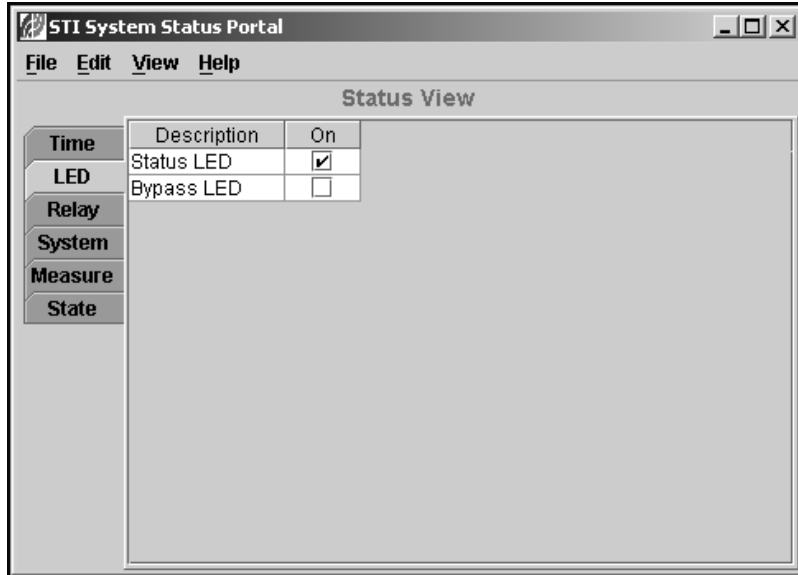 STI System Status Portal
File Edit View Help
Status View
Time
LED
Relay
System
Measure
State
Description On
Status LED
Bypass LED